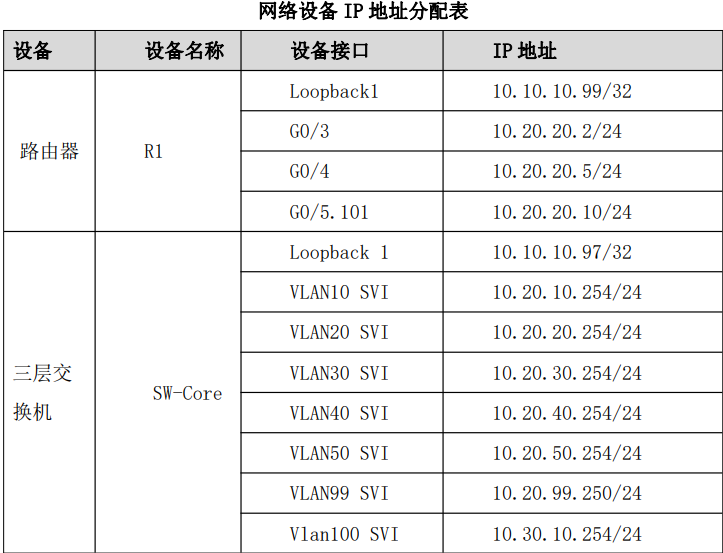 网络设备 IP 地址分配表
设备 设备名称 设备接口 IP 地址
路由器 R1
Loopback1 10.10.10.99/32
G0/3 10.20.20.2/24
G0/4 10.20.20.5/24
G0/5.101 10.20.20.10/24
三层交
换机
SW-Core
Loopback 1 10.10.10.97/32
VLAN10 SVI 10.20.10.254/24
VLAN20 SVI 10.20.20.254/24
VLAN30 SVI 10.20.30.254/24
VLAN40 SVI 10.20.40.254/24
VLAN50 SVI 10.20.50.254/24
VLAN99 SVI 10.20.99.250/24
Vlan100 SVI 10.30.10.254/24